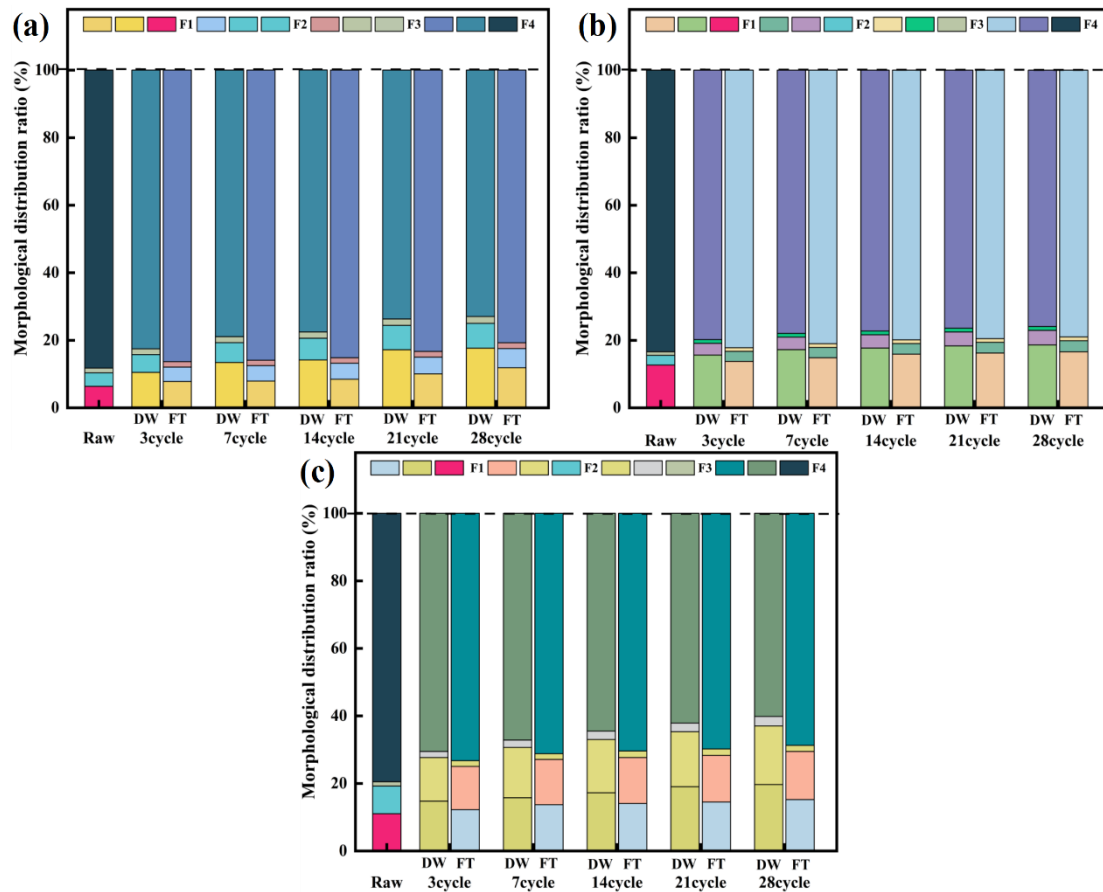 (a)
F1 F2 F3 F4
Morphological distribution ratio (%)
100
80
60
40
20
0
DW FT DW FT DW FT DW FT DW FT
Raw 3cycle 7cycle 14cycle 21cycle 28cycle
(b)
F1 F2 F3 F4
Morphological distribution ratio (%)
100
80
60
40
20
0
DW FT DW FT DW FT DW FT DW FT
Raw 3cycle 7cycle 14cycle 21cycle 28cycle
(c)
F1 F2 F3 F4
Morphological distribution ratio (%)
100
80
60
40
20
0
DW FT DW FT DW FT DW FT DW FT
Raw 3cycle 7cycle 14cycle 21cycle 28cycle